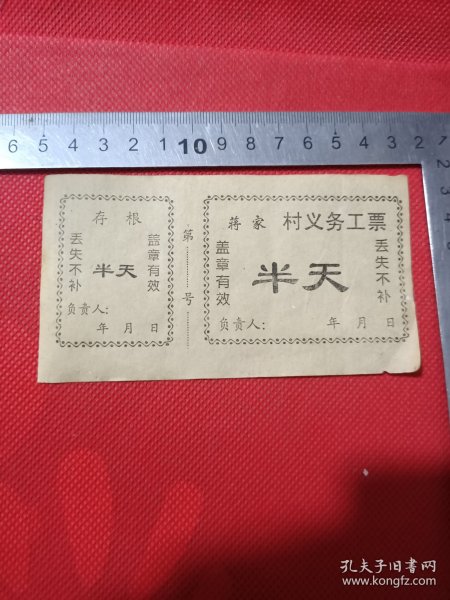 6 5 4 3 2 1 10 9 8 7 6 5 4 3 2 1
存根
丢失不补
半天
盖章有效
负责人:
年 月 日
第 号
蒋家 村义务工票
盖章有效
半天
丢失不补
负责人: 年 月 日
孔夫子旧书网
www.kongfz.com